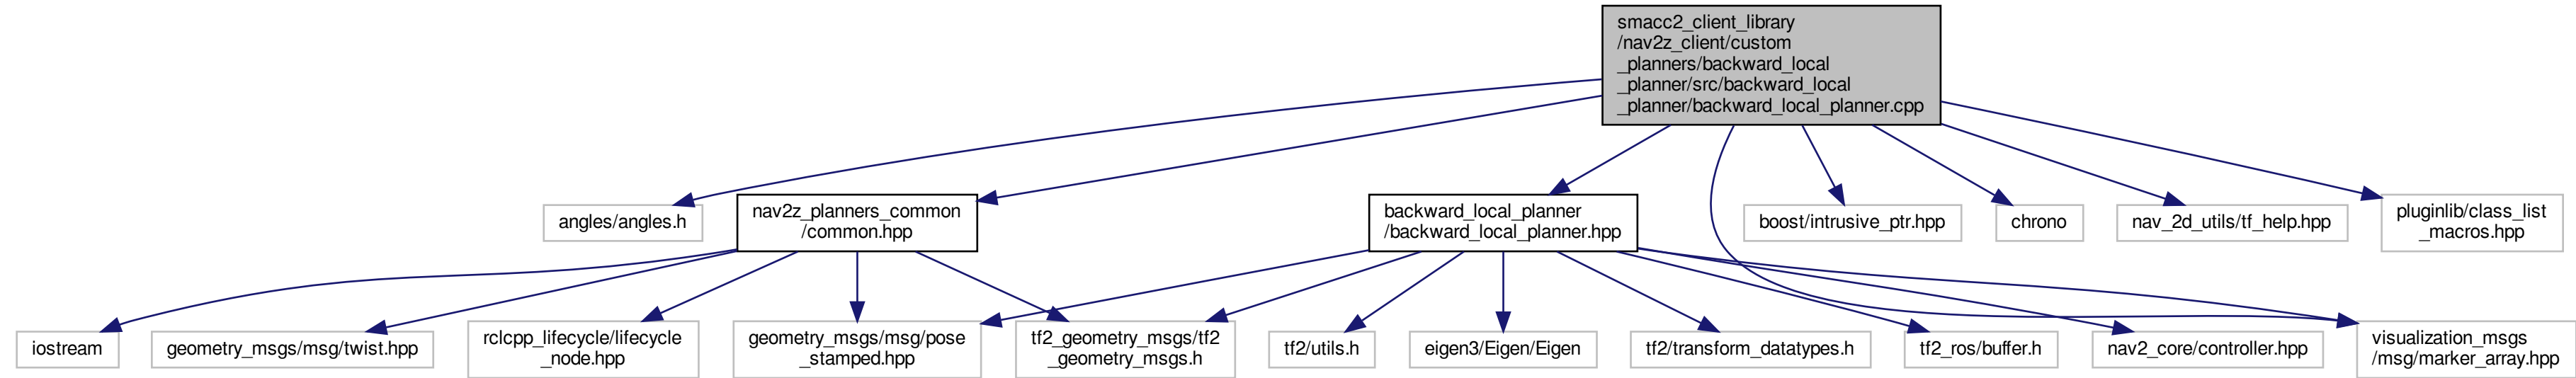 smacc2_client_library
/nav2z_client/custom
_planners/backward_local
_planner/src/backward_local
_planner/backward_local_planner.cpp
angles/angles.h
nav2z_planners_common
/common.hpp
backward_local_planner
/backward_local_planner.hpp
boost/intrusive_ptr.hpp
chrono
nav_2d_utils/tf_help.hpp
pluginlib/class_list
_macros.hpp
iostream
geometry_msgs/msg/twist.hpp
rclcpp_lifecycle/lifecycle
_node.hpp
geometry_msgs/msg/pose
_stamped.hpp
tf2_geometry_msgs/tf2
_geometry_msgs.h
tf2/utils.h
eigen3/Eigen/Eigen
tf2/transform_datatypes.h
tf2_ros/buffer.h
nav2_core/controller.hpp
visualization_msgs
/msg/marker_array.hpp